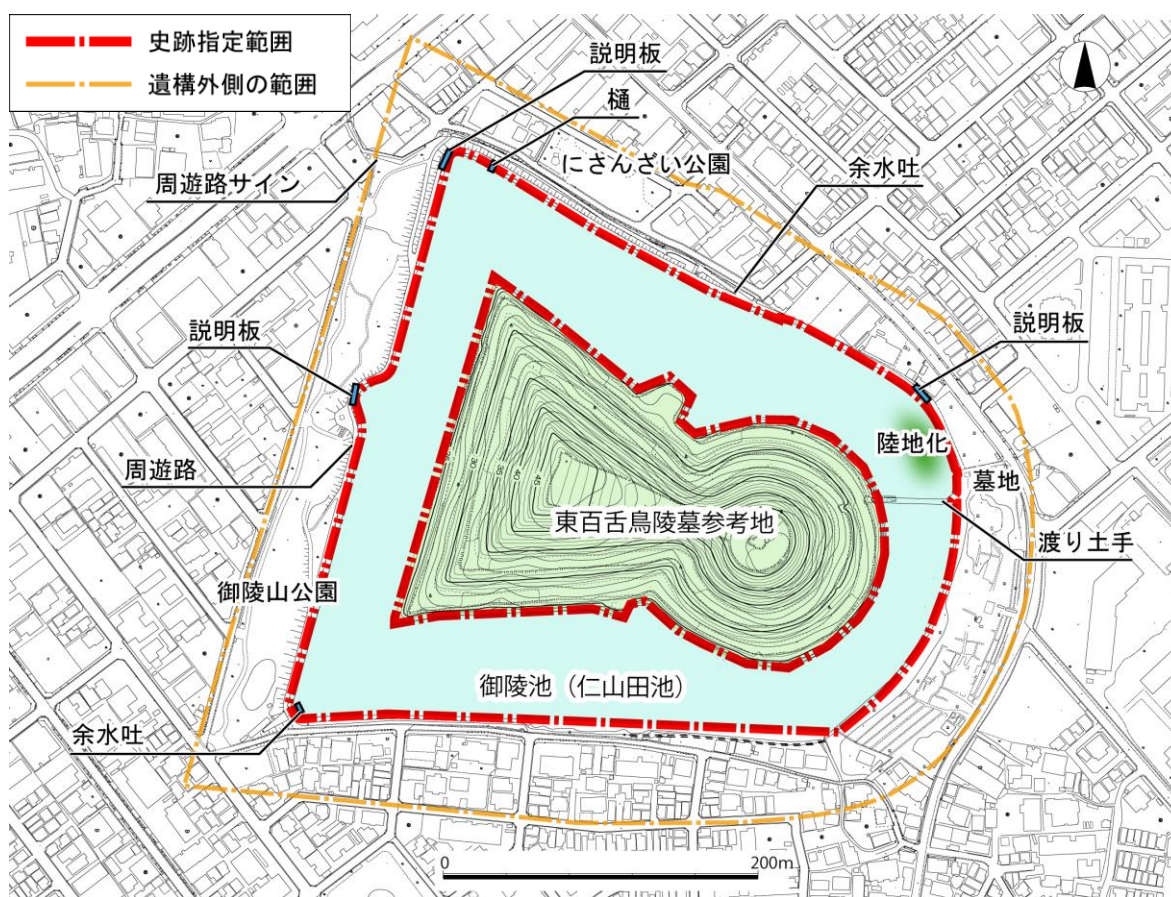 史跡指定範囲
遺構外側の範囲
説明板
樋
にさんざい公園
余水吐
周遊路サイン
説明板
説明板
陸地化
墓地
周遊路
30
35
40
45
東百舌鳥陵墓参考地
渡り土手
御陵山公園
御陵池（仁山田池）
余水吐
0
200m